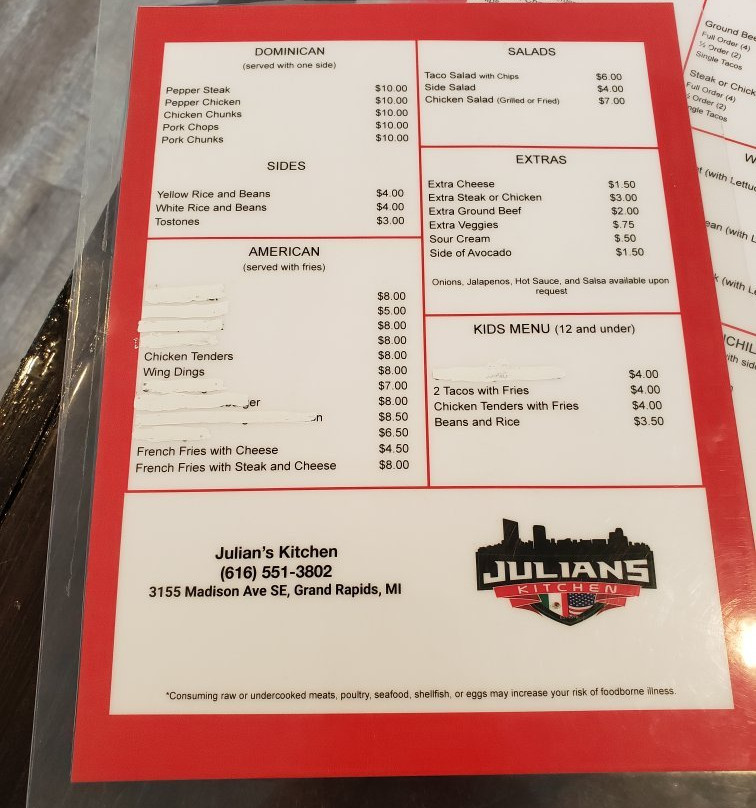 DOMINICAN
(served with one side)
Pepper Steak $10.00
Pepper Chicken $10.00
Chicken Chunks $10.00
Pork Chops $10.00
Pork Chunks $10.00
SIDES
Yellow Rice and Beans $4.00
White Rice and Beans $4.00
Tostones $3.00
AMERICAN
(served with fries)
$8.00
$5.00
$8.00
$8.00
Chicken Tenders $8.00
Wing Dings $8.00
$7.00
$8.00
$8.50
$6.50
French Fries with Cheese $4.50
French Fries with Steak and Cheese $8.00
SALADS
Taco Salad with Chips $6.00
Side Salad $4.00
Chicken Salad (Grilled or Fried) $7.00
EXTRAS
Extra Cheese $1.50
Extra Steak or Chicken $3.00
Extra Ground Beef $2.00
Extra Veggies $.75
Sour Cream $.50
Side of Avocado $1.50
Onions, Jalapenos, Hot Sauce, and Salsa available upon
request
KIDS MENU (12 and under)
$4.00
2 Tacos with Fries $4.00
Chicken Tenders with Fries $4.00
Beans and Rice $3.50
Julian's Kitchen
(616) 551-3802
3155 Madison Ave SE, Grand Rapids, MI
JULIANS
KITCHEN
*Consuming raw or undercooked meats, poultry, seafood, shellfish, or eggs may increase your risk of foodborne illness.
Ground
Full Order (4)
½ Order (2)
Single Tacos
Steak or
Full Order (4)
Order (2)
Tacos
(with
(with
(with